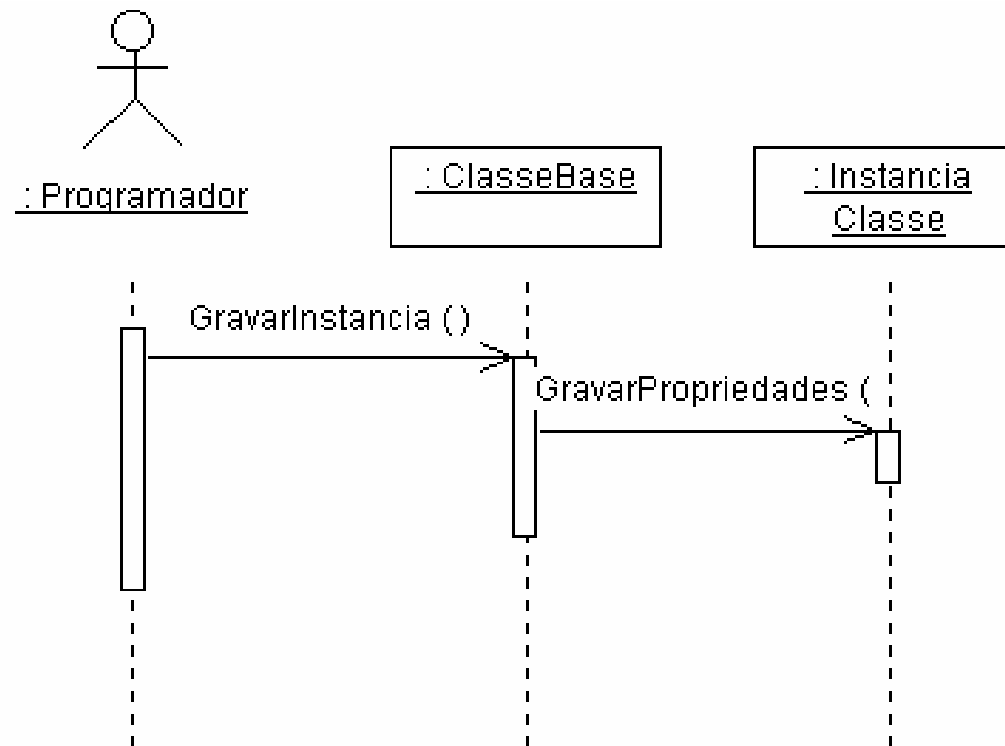 : Programador
: ClasseBase
: Instancia
Classe
GravarInstancia ()
GravarPropriedades (